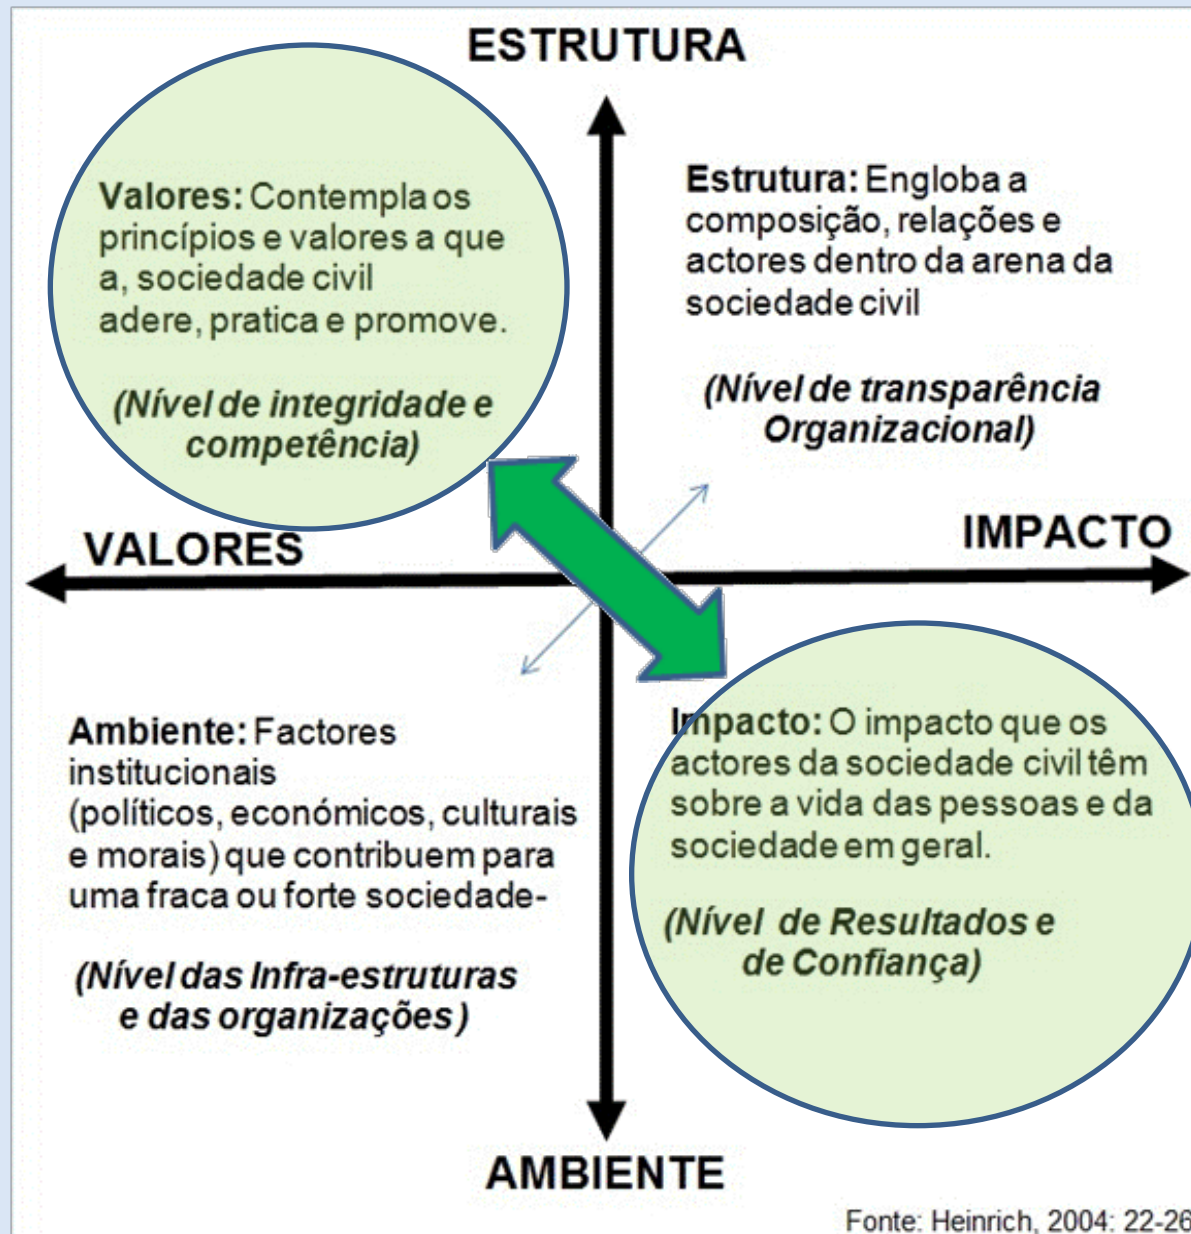 ESTRUTURA
Valores: Contempla os
princípios e valores a que
a, sociedade civil
adere, pratica e promove.
(Nível de integridade e
competência)
Estrutura: Engloba a
composição, relações e
actores dentro da arena da
sociedade civil
(Nível de transparência
Organizacional)
VALORES
IMPACTO
Ambiente: Factores
institucionais
(políticos, económicos, culturais
e morais) que contribuem para
uma fraca ou forte sociedade-
(Nível das Infra-estruturas
e das organizações)
Impacto: O impacto que os
actores da sociedade civil têm
sobre a vida das pessoas e da
sociedade em geral.
(Nível de Resultados e
de Confiança)
AMBIENTE
Fonte: Heinrich, 2004: 22-26